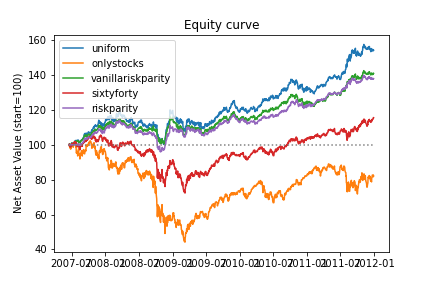 Equity curve
Net Asset Value (start=100)
160
140
120
100
80
60
40
uniform
onlystocks
vanillariskparity
sixtyforty
riskparity
2007-01 2007-07 2008-01 2008-07 2009-01 2009-07 2010-01 2010-07 2011-01 2011-07 2012-01